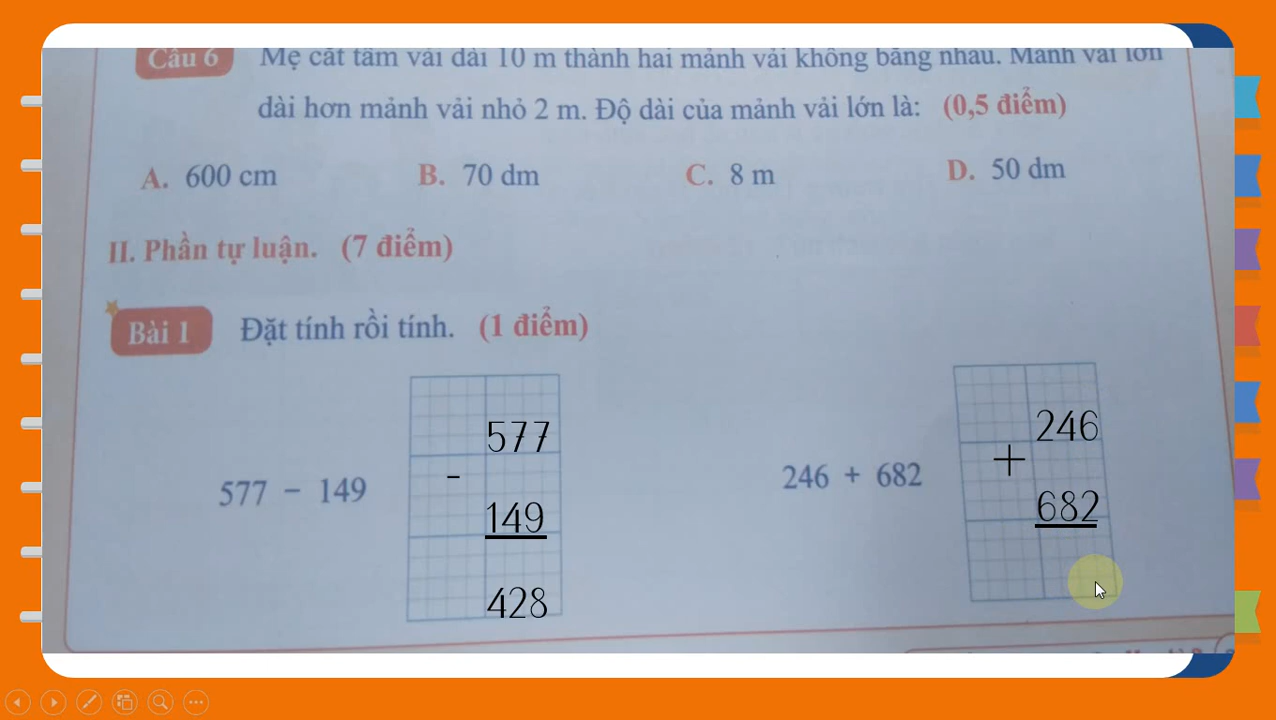 Câu 6 Mẹ cắt tấm vải dài 10 m thành hai mảnh vải không bằng nhau. Mảnh vải lớn
dài hơn mảnh vải nhỏ 2 m. Độ dài của mảnh vải lớn là: (0,5 điểm)
A. 600 cm B. 70 dm C. 8 m D. 50 dm
II. Phần tự luận. (7 điểm)
Bài 1 Đặt tính rồi tính. (1 điểm)
577 - 149
577
-
149
428
246 + 682
246
+
682